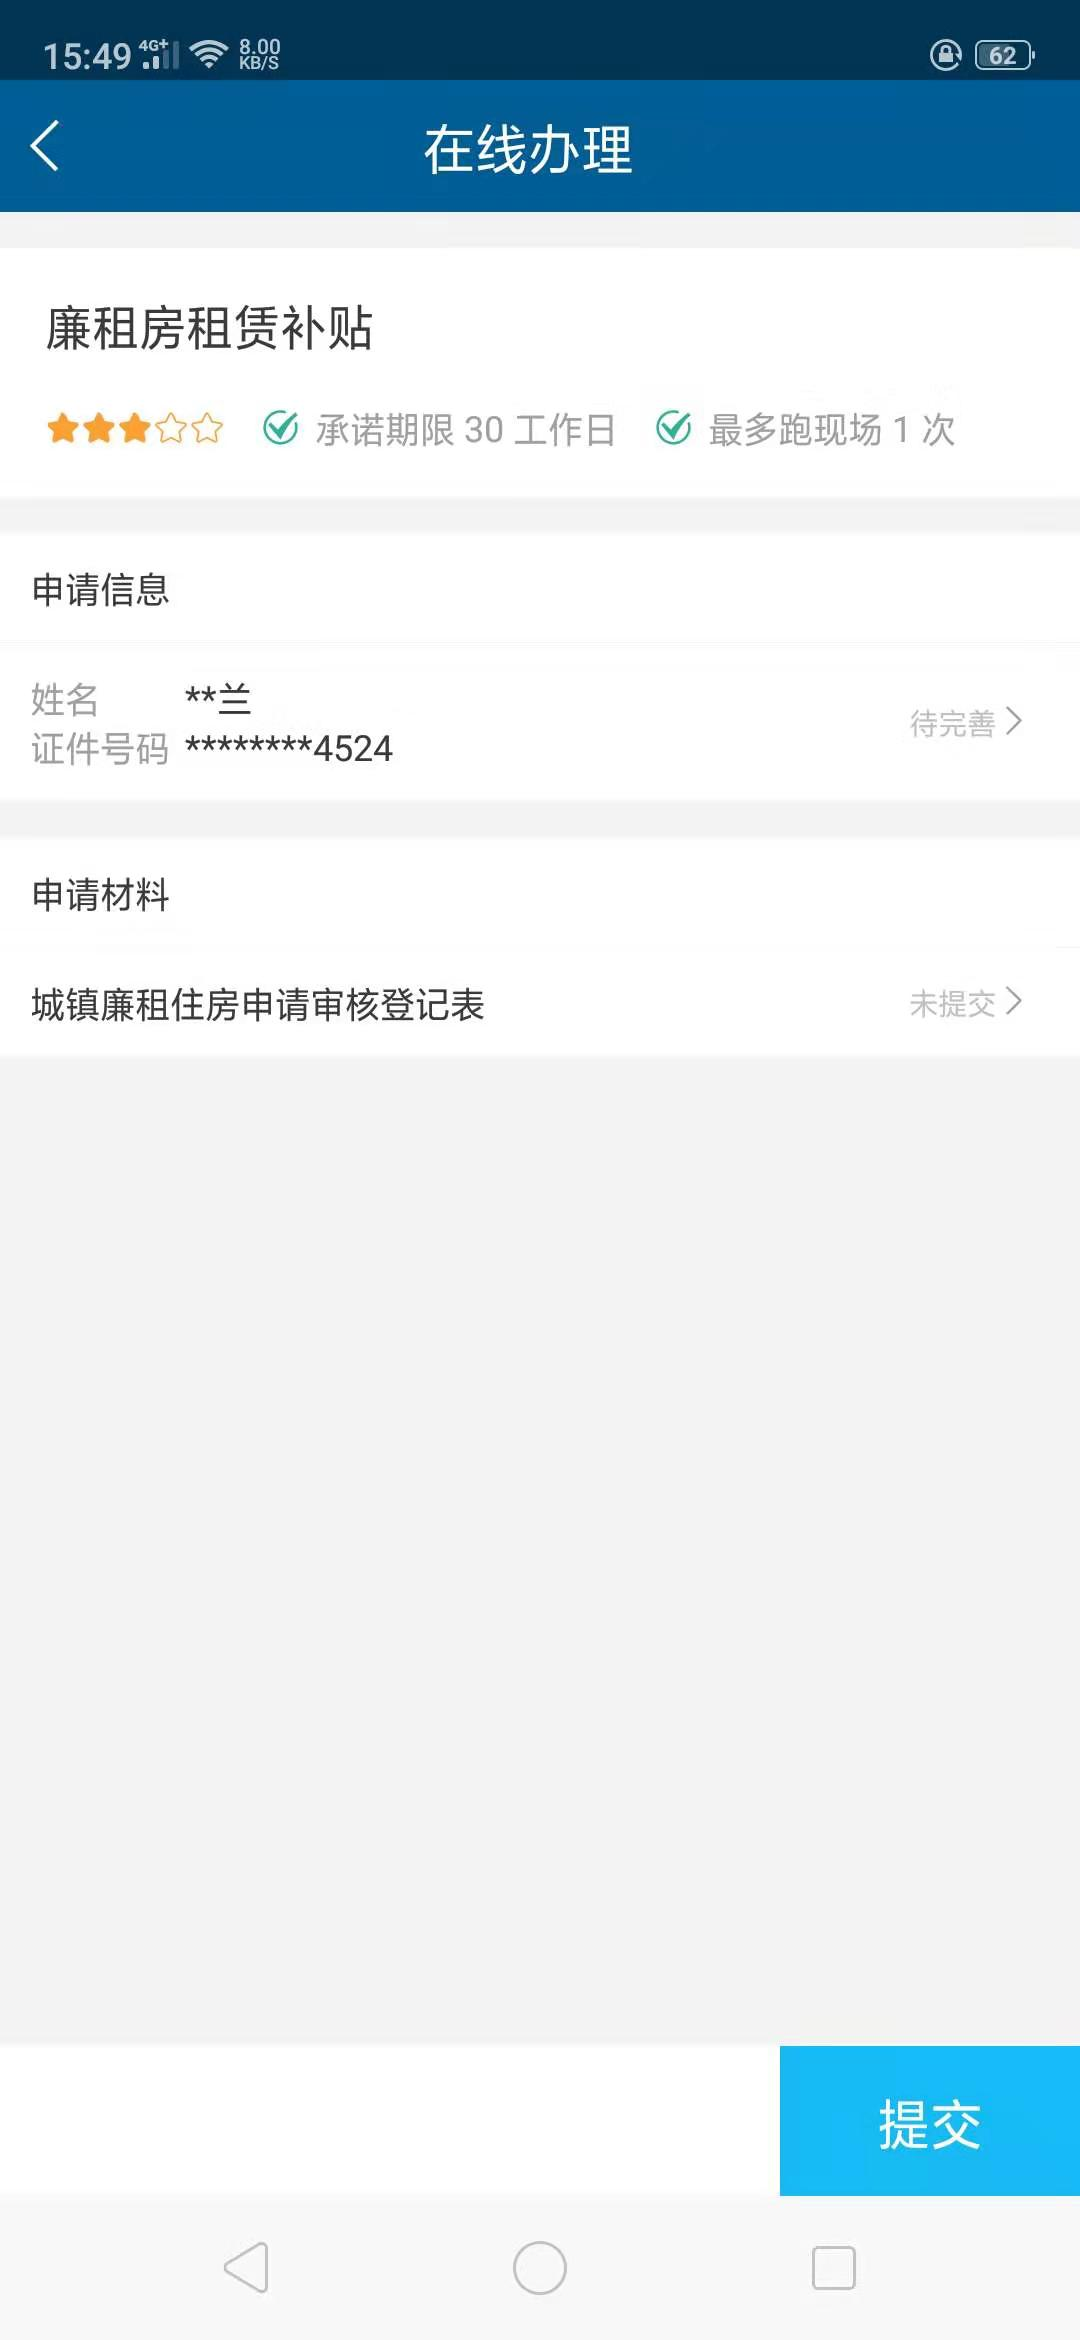 15:49 4G+ 8.00 KB/S 62
在线办理
廉租房租赁补贴
承诺期限 30 工作日 最多跑现场 1 次
申请信息
姓名 **兰
待完善
证件号码 ********4524
申请材料
城镇廉租住房申请审核登记表 未提交
提交